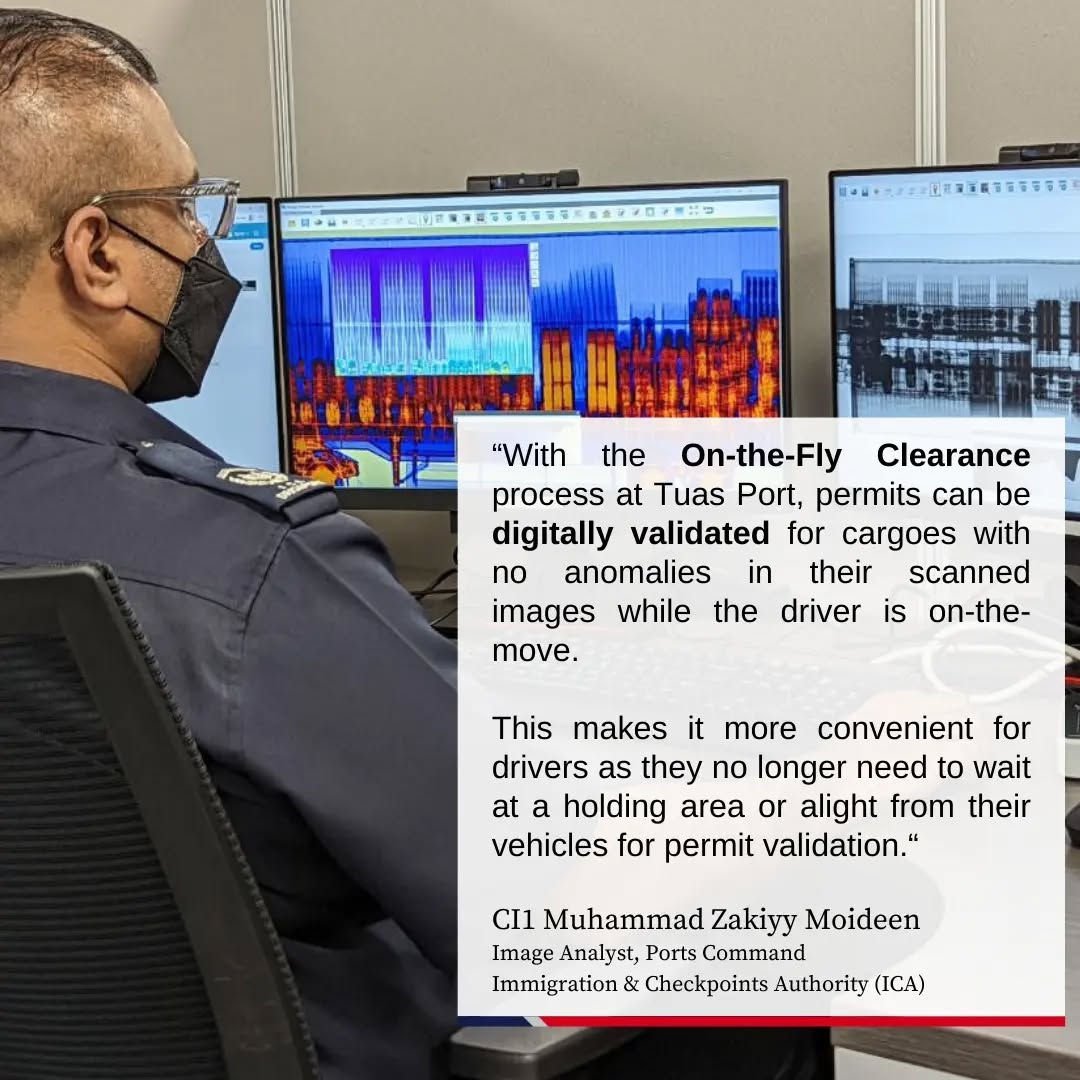 “With the On-the-Fly Clearance
process at Tuas Port, permits can be
digitally validated for cargoes with
no anomalies in their scanned
images while the driver is on-the-
move.
This makes it more convenient for
drivers as they no longer need to wait
at a holding area or alight from their
vehicles for permit validation.“
CI1 Muhammad Zakiyy Moideen
Image Analyst, Ports Command
Immigration & Checkpoints Authority (ICA)